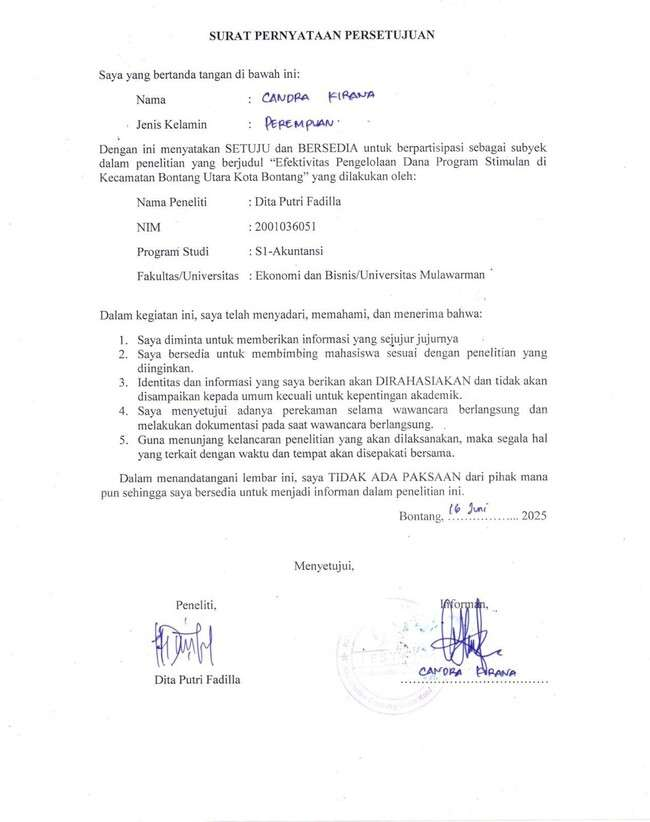 SURAT PERNYATAAN PERSETUJUAN
Saya yang bertanda tangan di bawah ini:
Nama : CANDRA KIRANA
Jenis Kelamin : PEREMPUAN.
Dengan ini menyatakan SETUJU dan BERSEDIA untuk berpartisipasi sebagai subyek
dalam penelitian yang berjudul “Efektivitas Pengelolaan Dana Program Stimulan di
Kecamatan Bontang Utara Kota Bontang” yang dilakukan oleh:
Nama Peneliti : Dita Putri Fadilla
NIM : 2001036051
Program Studi : S1-Akuntansi
Fakultas/Universitas : Ekonomi dan Bisnis/Universitas Mulawarman
Dalam kegiatan ini, saya telah menyadari, memahami, dan menerima bahwa:
1. Saya diminta untuk memberikan informasi yang sejujur jujurnya
2. Saya bersedia untuk membimbing mahasiswa sesuai dengan penelitian yang
diinginkan.
3. Identitas dan informasi yang saya berikan akan DIRAHASIAKAN dan tidak akan
disampaikan kepada umum kecuali untuk kepentingan akademik.
4. Saya menyetujui adanya perekaman selama wawancara berlangsung dan
melakukan dokumentasi pada saat wawancara berlangsung.
5. Guna menunjang kelancaran penelitian yang akan dilaksanakan, maka segala hal
yang terkait dengan waktu dan tempat akan disepakati bersama.
Dalam menandatangani lembar ini, saya TIDAK ADA PAKSAAN dari pihak mana
pun sehingga saya bersedia untuk menjadi informan dalam penelitian ini.
Bontang, 16 Juni 2025
Menyetujui,
Peneliti, Informan,
Dita Putri Fadilla CANDRA KIRANA